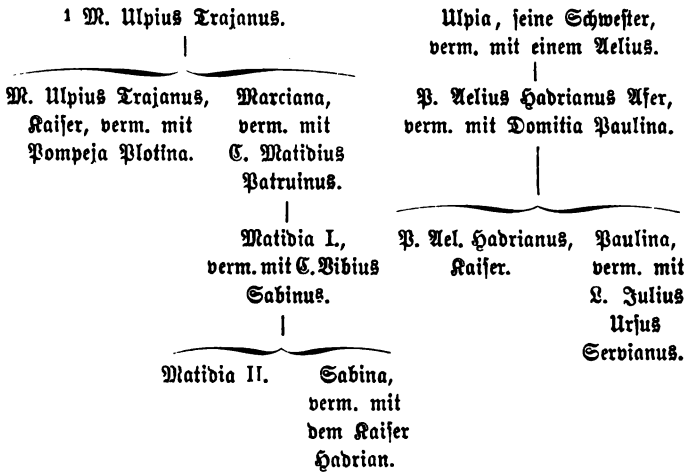 1 M. Ulpius Trajanus.
Ulpia, seine Schwester,
verm. mit einem Aelius.
M. Ulpius Trajanus,
Kaiser, verm. mit
Pompeja Plotina.
Marciana,
verm. mit
C. Matidius
Patruinus.
P. Aelius Hadrianus Afer,
verm. mit Domitia Paulina.
Matidia I.,
verm. mit C. Vibius
Sabinus.
P. Ael. Hadrianus,
Kaiser.
Paulina,
verm. mit
L. Julius
Ursus
Servianus.
Matidia II.
Sabina,
verm. mit
dem Kaiser
Hadrian.